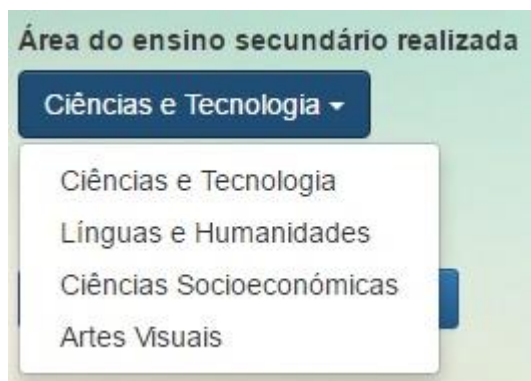 Área do ensino secundário realizada
Ciências e Tecnologia
Ciências e Tecnologia
Línguas e Humanidades
Ciências Socioeconómicas
Artes Visuais